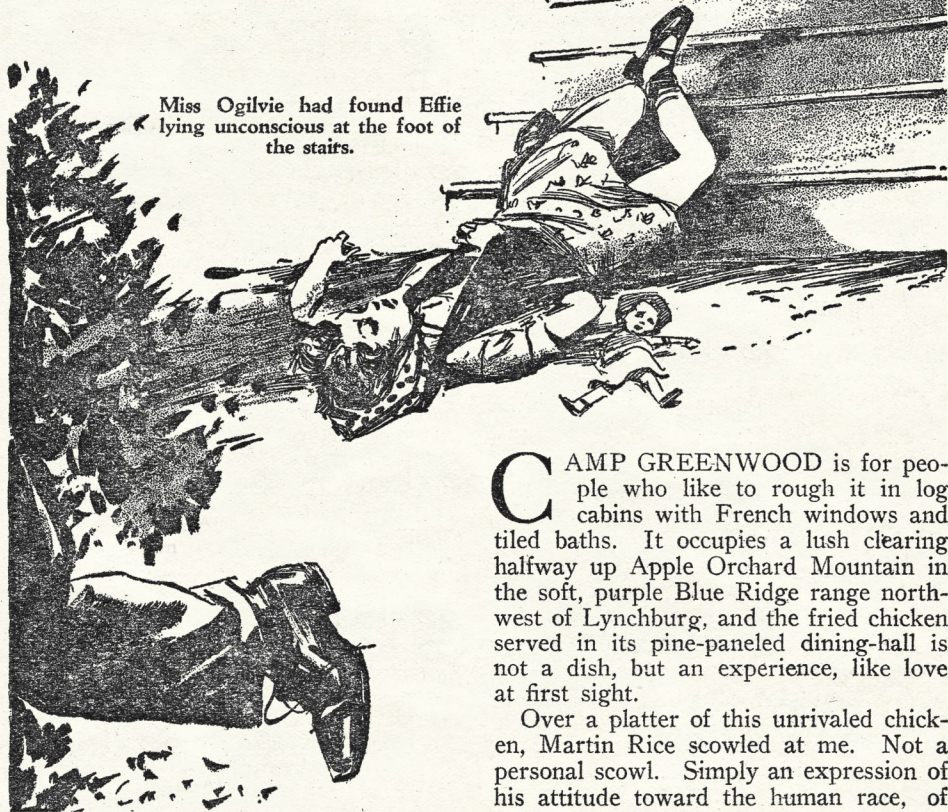 Miss Ogilvie had found Effie
lying unconscious at the foot of
the stairs.
CAMP GREENWOOD is for peo-
ple who like to rough it in log
cabins with French windows and
tiled baths. It occupies a lush clearing
halfway up Apple Orchard Mountain in
the soft, purple Blue Ridge range north-
west of Lynchburg, and the fried chicken
served in its pine-paneled dining-hall is
not a dish, but an experience, like love
at first sight.
Over a platter of this unrivaled chick-
en, Martin Rice scowled at me. Not a
personal scowl. Simply an expression of
his attitude toward the human race, of